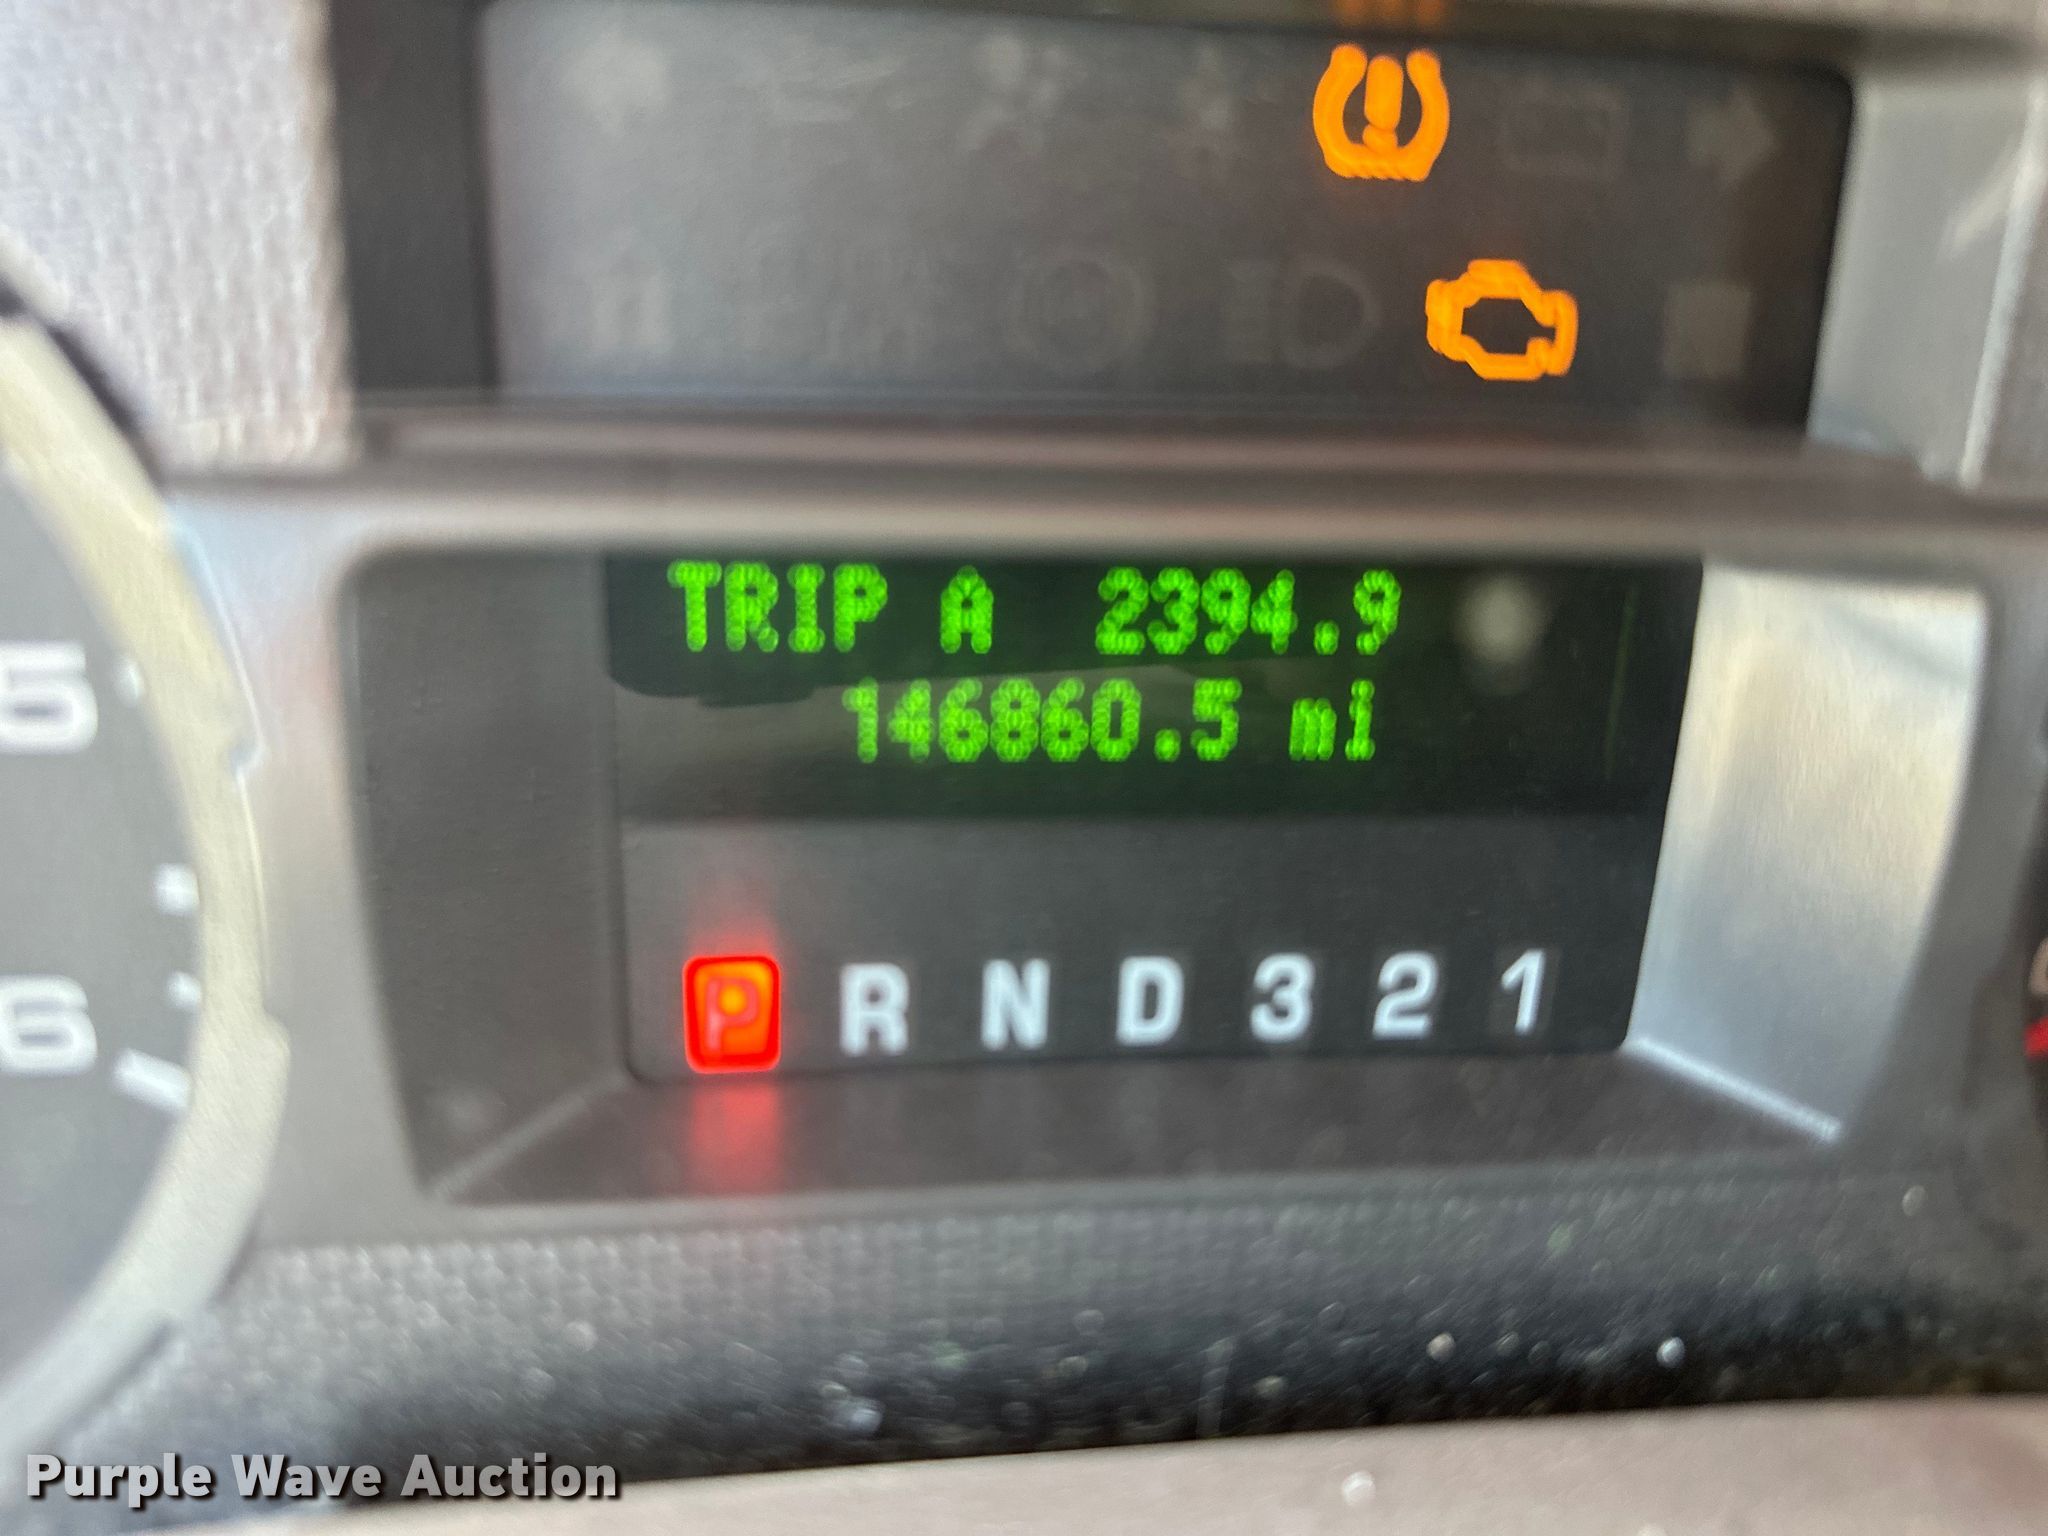 TRIP A 2394.9
146860.5 mi
5
P R N D 3 2 1
6
Purple Wave Auction